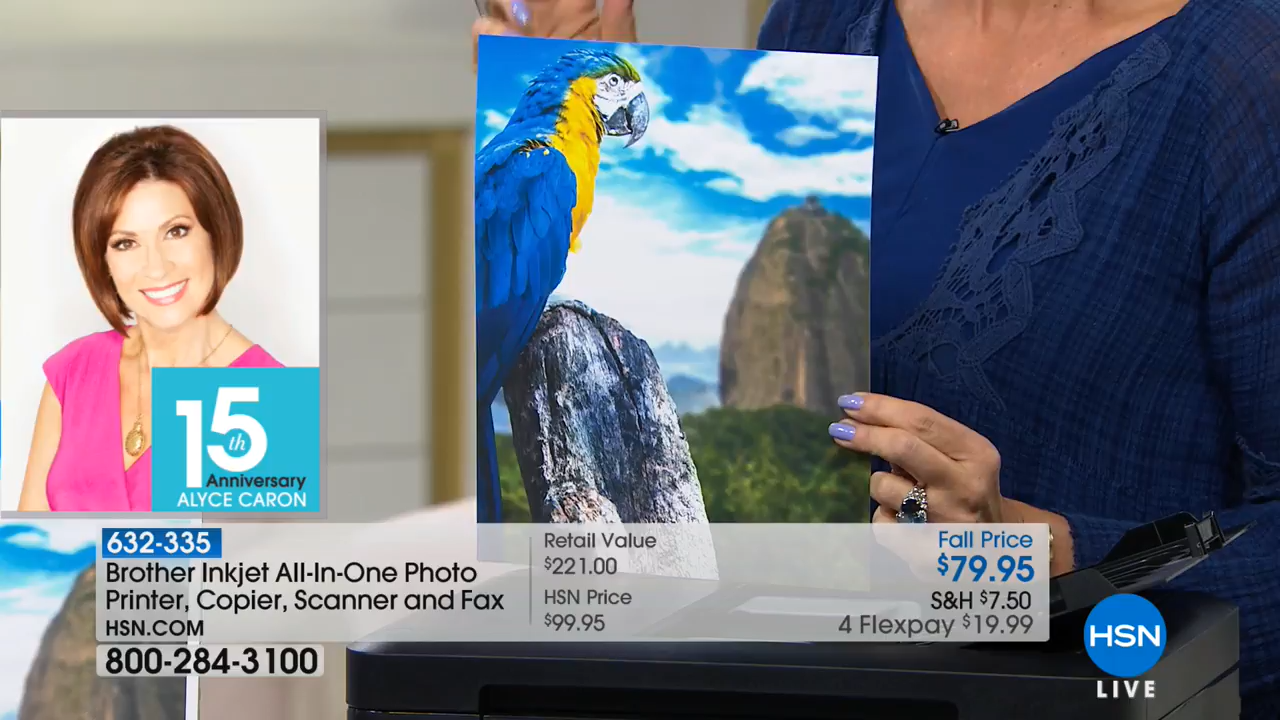 15th
Anniversary
ALYCE CARON
632-335
Brother Inkjet All-In-One Photo
Printer, Copier, Scanner and Fax
HSN.COM
800-284-3100
Retail Value
$221.00
HSN Price
$99.95
Fall Price
$79.95
S&H $7.50
4 Flexpay $19.99
HSN
LIVE